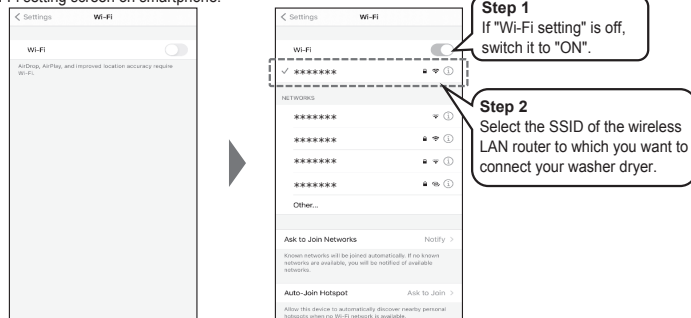 setting screen on smartphone.
Settings
Wi-Fi
Wi-Fi
AirDrop, AirPlay, and improved location accuracy require
Wi-Fi.
Settings
Wi-Fi
Wi-Fi
*******
NETWORKS
*******
*******
*******
*******
Other...
Ask to Join Networks
Notify
Known networks will be joined automatically. If no known
networks are available, you will be notified of available
networks.
Auto-Join Hotspot
Ask to Join
Allow this device to automatically discover nearby personal
hotspots when no Wi-Fi network is available.
Step 1
If "Wi-Fi setting" is off,
switch it to "ON".
Step 2
Select the SSID of the wireless
LAN router to which you want to
connect your washer dryer.